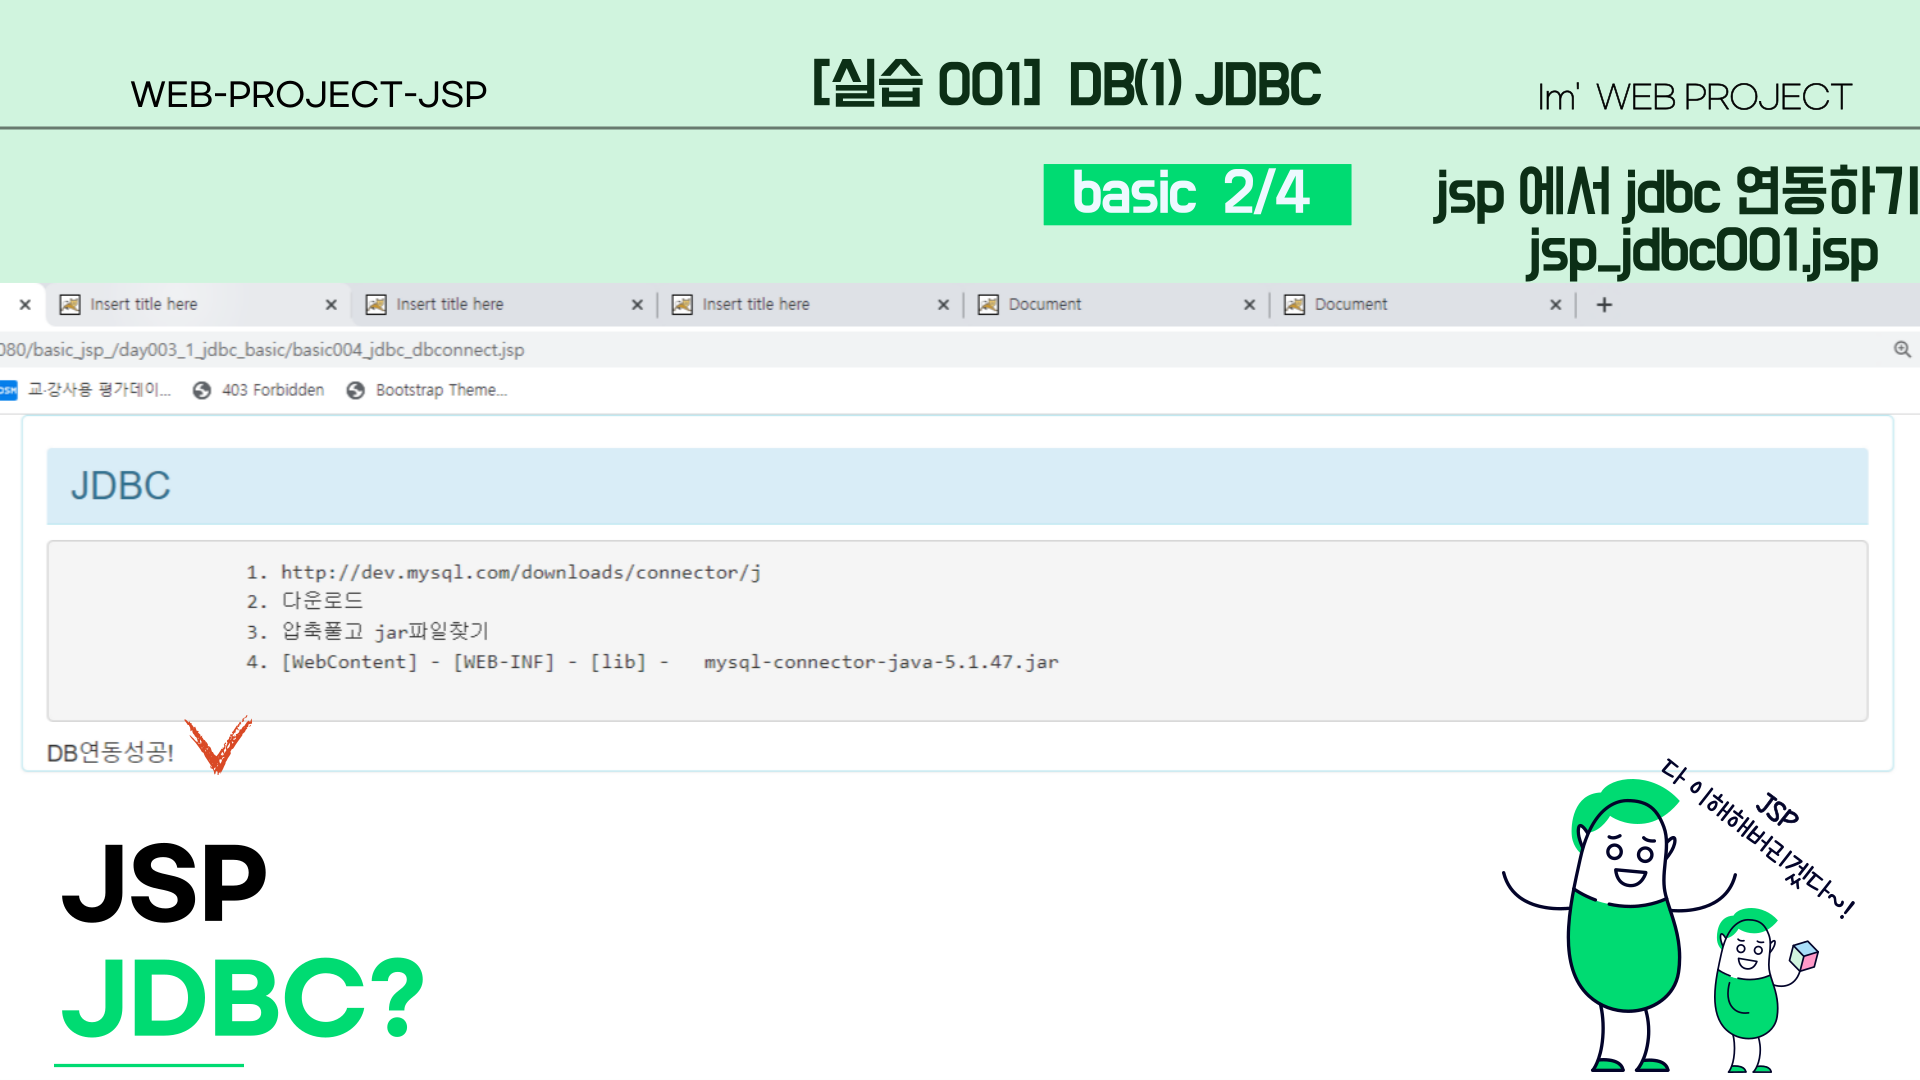 WEB-PROJECT-JSP
[실습 001] DB(1) JDBC
Im' WEB PROJECT
basic 2/4
jsp 에서 jdbc 연동하기
jsp_jdbc001.jsp
Insert title here
Insert title here
Insert title here
Document
Document
080/basic_jsp_/day003_1_jdbc_basic/basic004_jdbc_dbconnect.jsp
교·강사용 평가데이...
403 Forbidden
Bootstrap Theme...
JDBC
1. http://dev.mysql.com/downloads/connector/j
2. 다운로드
3. 압축풀고 jar파일찾기
4. [WebContent] - [WEB-INF] - [lib] - mysql-connector-java-5.1.47.jar
DB연동성공!
JSP
다 이해해버리겠다~!
JSP
JDBC?